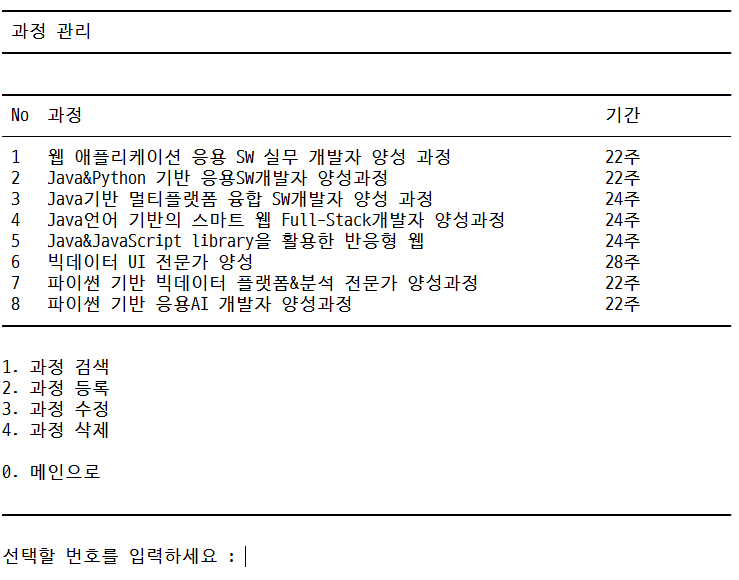 과정 관리
No 과정 기간
1 웹 애플리케이션 응용 SW 실무 개발자 양성 과정 22주
2 Java&Python 기반 응용SW개발자 양성과정 22주
3 Java기반 멀티플랫폼 융합 SW개발자 양성 과정 24주
4 Java언어 기반의 스마트 웹 Full-Stack개발자 양성과정 24주
5 Java&JavaScript library을 활용한 반응형 웹 24주
6 빅데이터 UI 전문가 양성 28주
7 파이썬 기반 빅데이터 플랫폼&분석 전문가 양성과정 22주
8 파이썬 기반 응용AI 개발자 양성과정 22주
1. 과정 검색
2. 과정 등록
3. 과정 수정
4. 과정 삭제
0. 메인으로
선택할 번호를 입력하세요 :